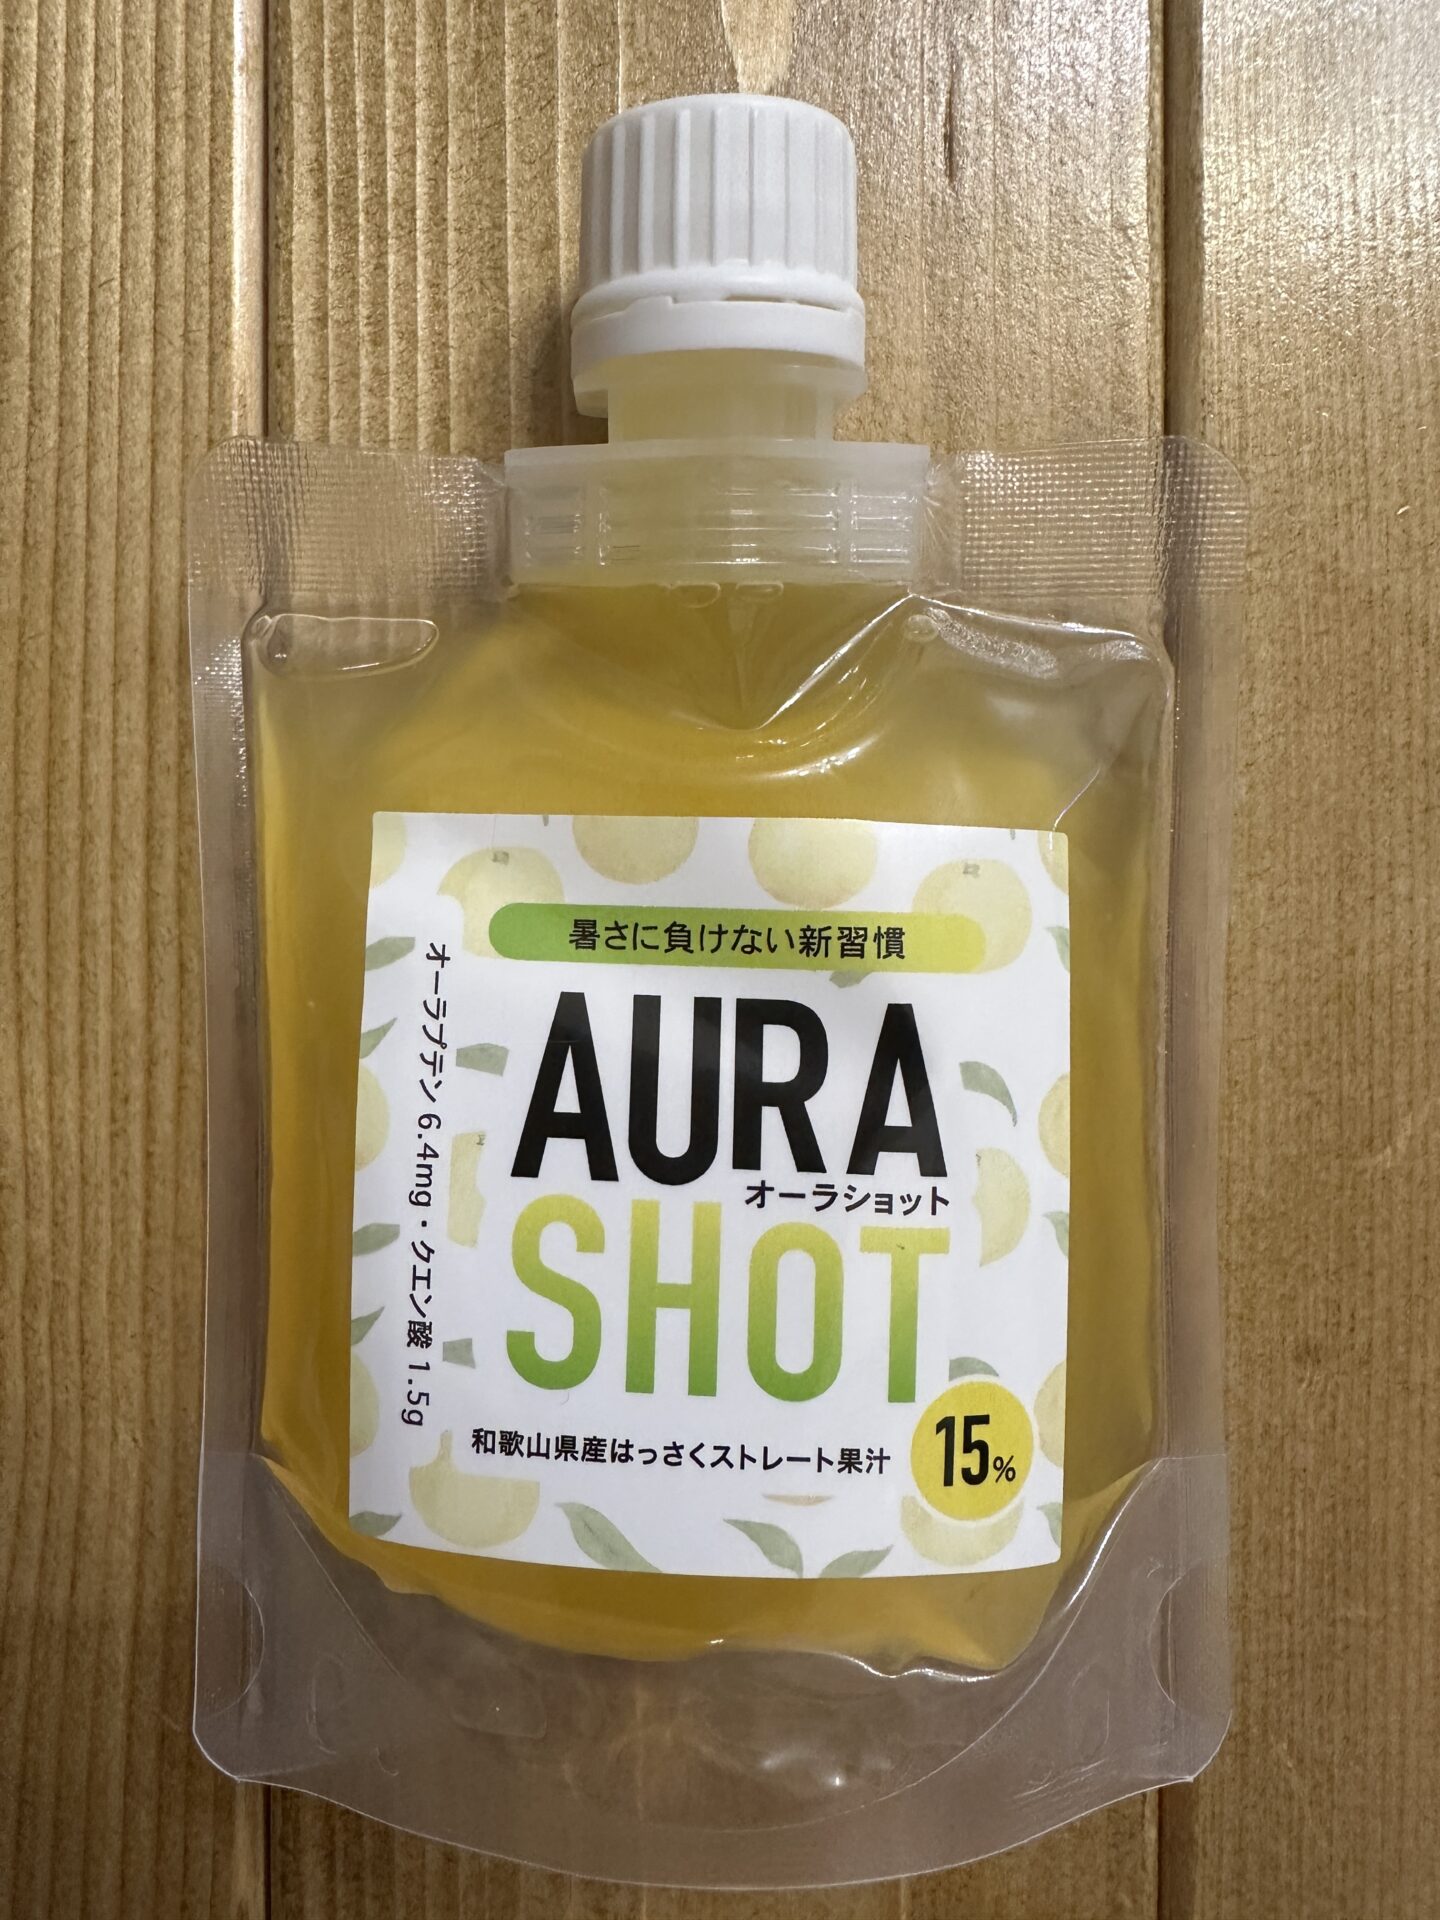 暑さに負けない新習慣
AURA
オーラショット
SHOT
オーラプテン 6.4mg・クエン酸 1.5g
和歌山県産はっさくストレート果汁
15%